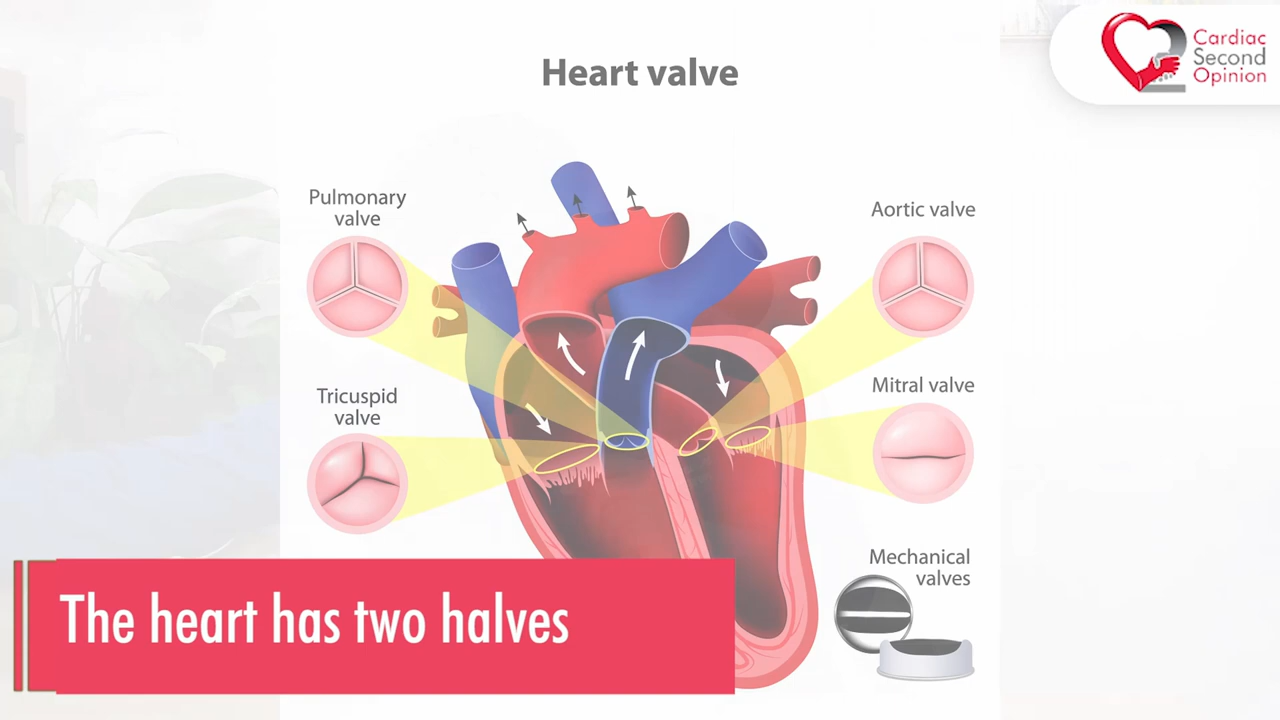 Cardiac
Second
Opinion
Heart valve
Pulmonary
valve
Aortic valve
Tricuspid
valve
Mitral valve
Mechanical
valves
The heart has two halves